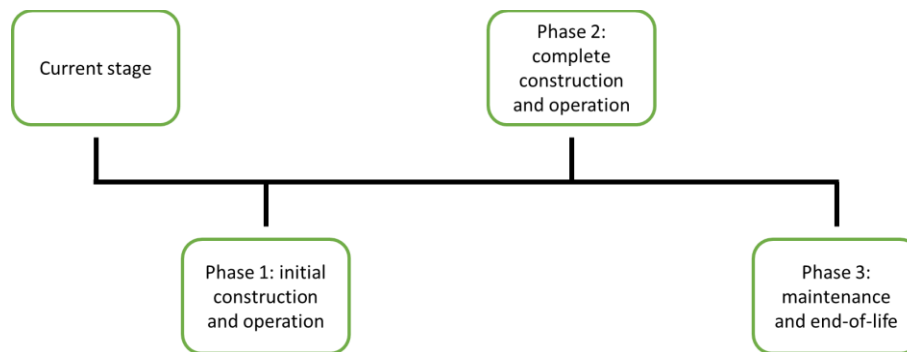 Current stage
Phase 1: initial
construction
and operation
Phase 2:
complete
construction
and operation
Phase 3:
maintenance
and end-of-life